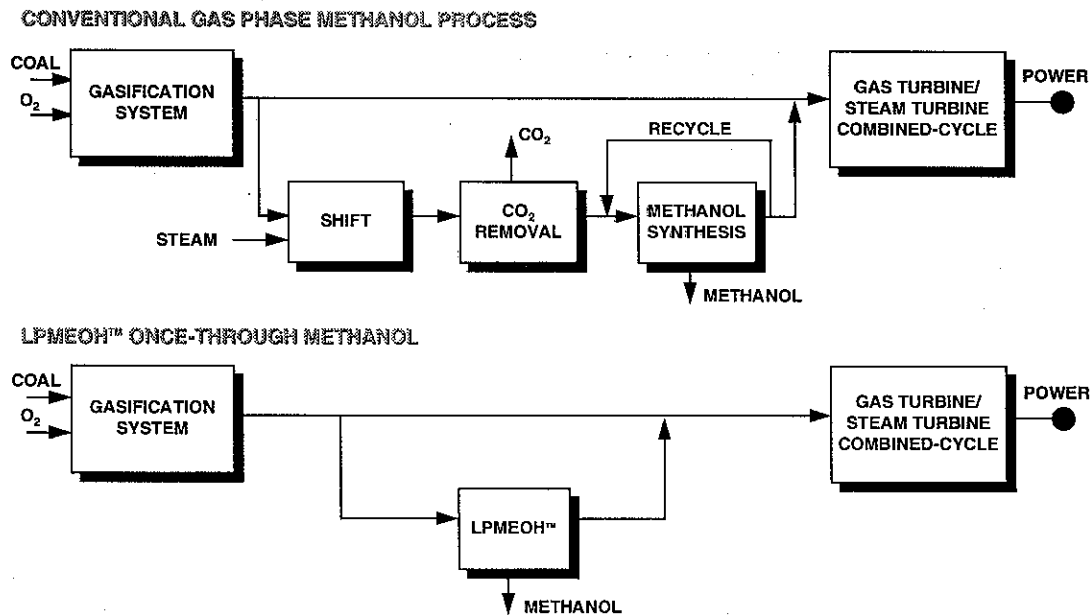 CONVENTIONAL GAS PHASE METHANOL PROCESS
COAL
O₂
GASIFICATION
SYSTEM
GAS TURBINE/
STEAM TURBINE
COMBINED-CYCLE
POWER
RECYCLE
CO₂
STEAM
SHIFT
CO₂
REMOVAL
METHANOL
SYNTHESIS
METHANOL
LPMEOH™ ONCE-THROUGH METHANOL
COAL
O₂
GASIFICATION
SYSTEM
GAS TURBINE/
STEAM TURBINE
COMBINED-CYCLE
POWER
LPMEOH™
METHANOL